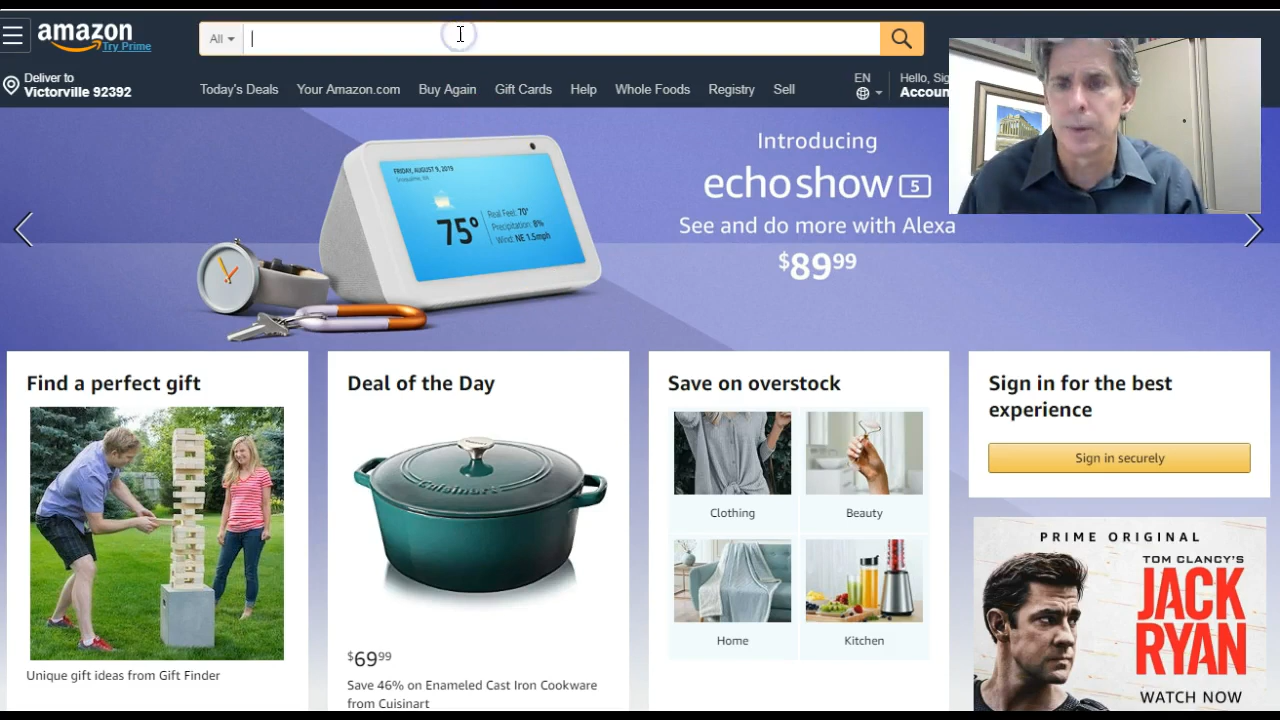 amazon
Try Prime
All
Deliver to
Victorville 92392
Today's Deals
Your Amazon.com
Buy Again
Gift Cards
Help
Whole Foods
Registry
Sell
EN
Hello, Sig
Accoun
Introducing
echo show 5
See and do more with Alexa
$89.99
FRIDAY, AUGUST 9, 2019
75°
Real Feel: 70°
Precipitation: 8%
Wind: NE 1.5mph
Find a perfect gift
Unique gift ideas from Gift Finder
Deal of the Day
Cuisinart
$69.99
Save 46% on Enameled Cast Iron Cookware
from Cuisinart
Save on overstock
Clothing
Beauty
Home
Kitchen
Sign in for the best
experience
Sign in securely
PRIME ORIGINAL
TOM CLANCY'S
JACK
RYAN
WATCH NOW